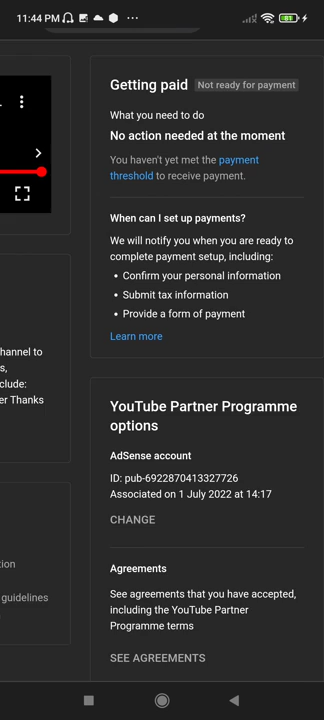 11:44 PM
81
Getting paid Not ready for payment
What you need to do
No action needed at the moment
You haven't yet met the payment
threshold to receive payment.
When can I set up payments?
We will notify you when you are ready to
complete payment setup, including:
• Confirm your personal information
• Submit tax information
• Provide a form of payment
Learn more
hannel to
s,
clude:
er Thanks
YouTube Partner Programme
options
AdSense account
ID: pub-6922870413327726
Associated on 1 July 2022 at 14:17
CHANGE
tion
guidelines
Agreements
See agreements that you have accepted,
including the YouTube Partner
Programme terms
SEE AGREEMENTS